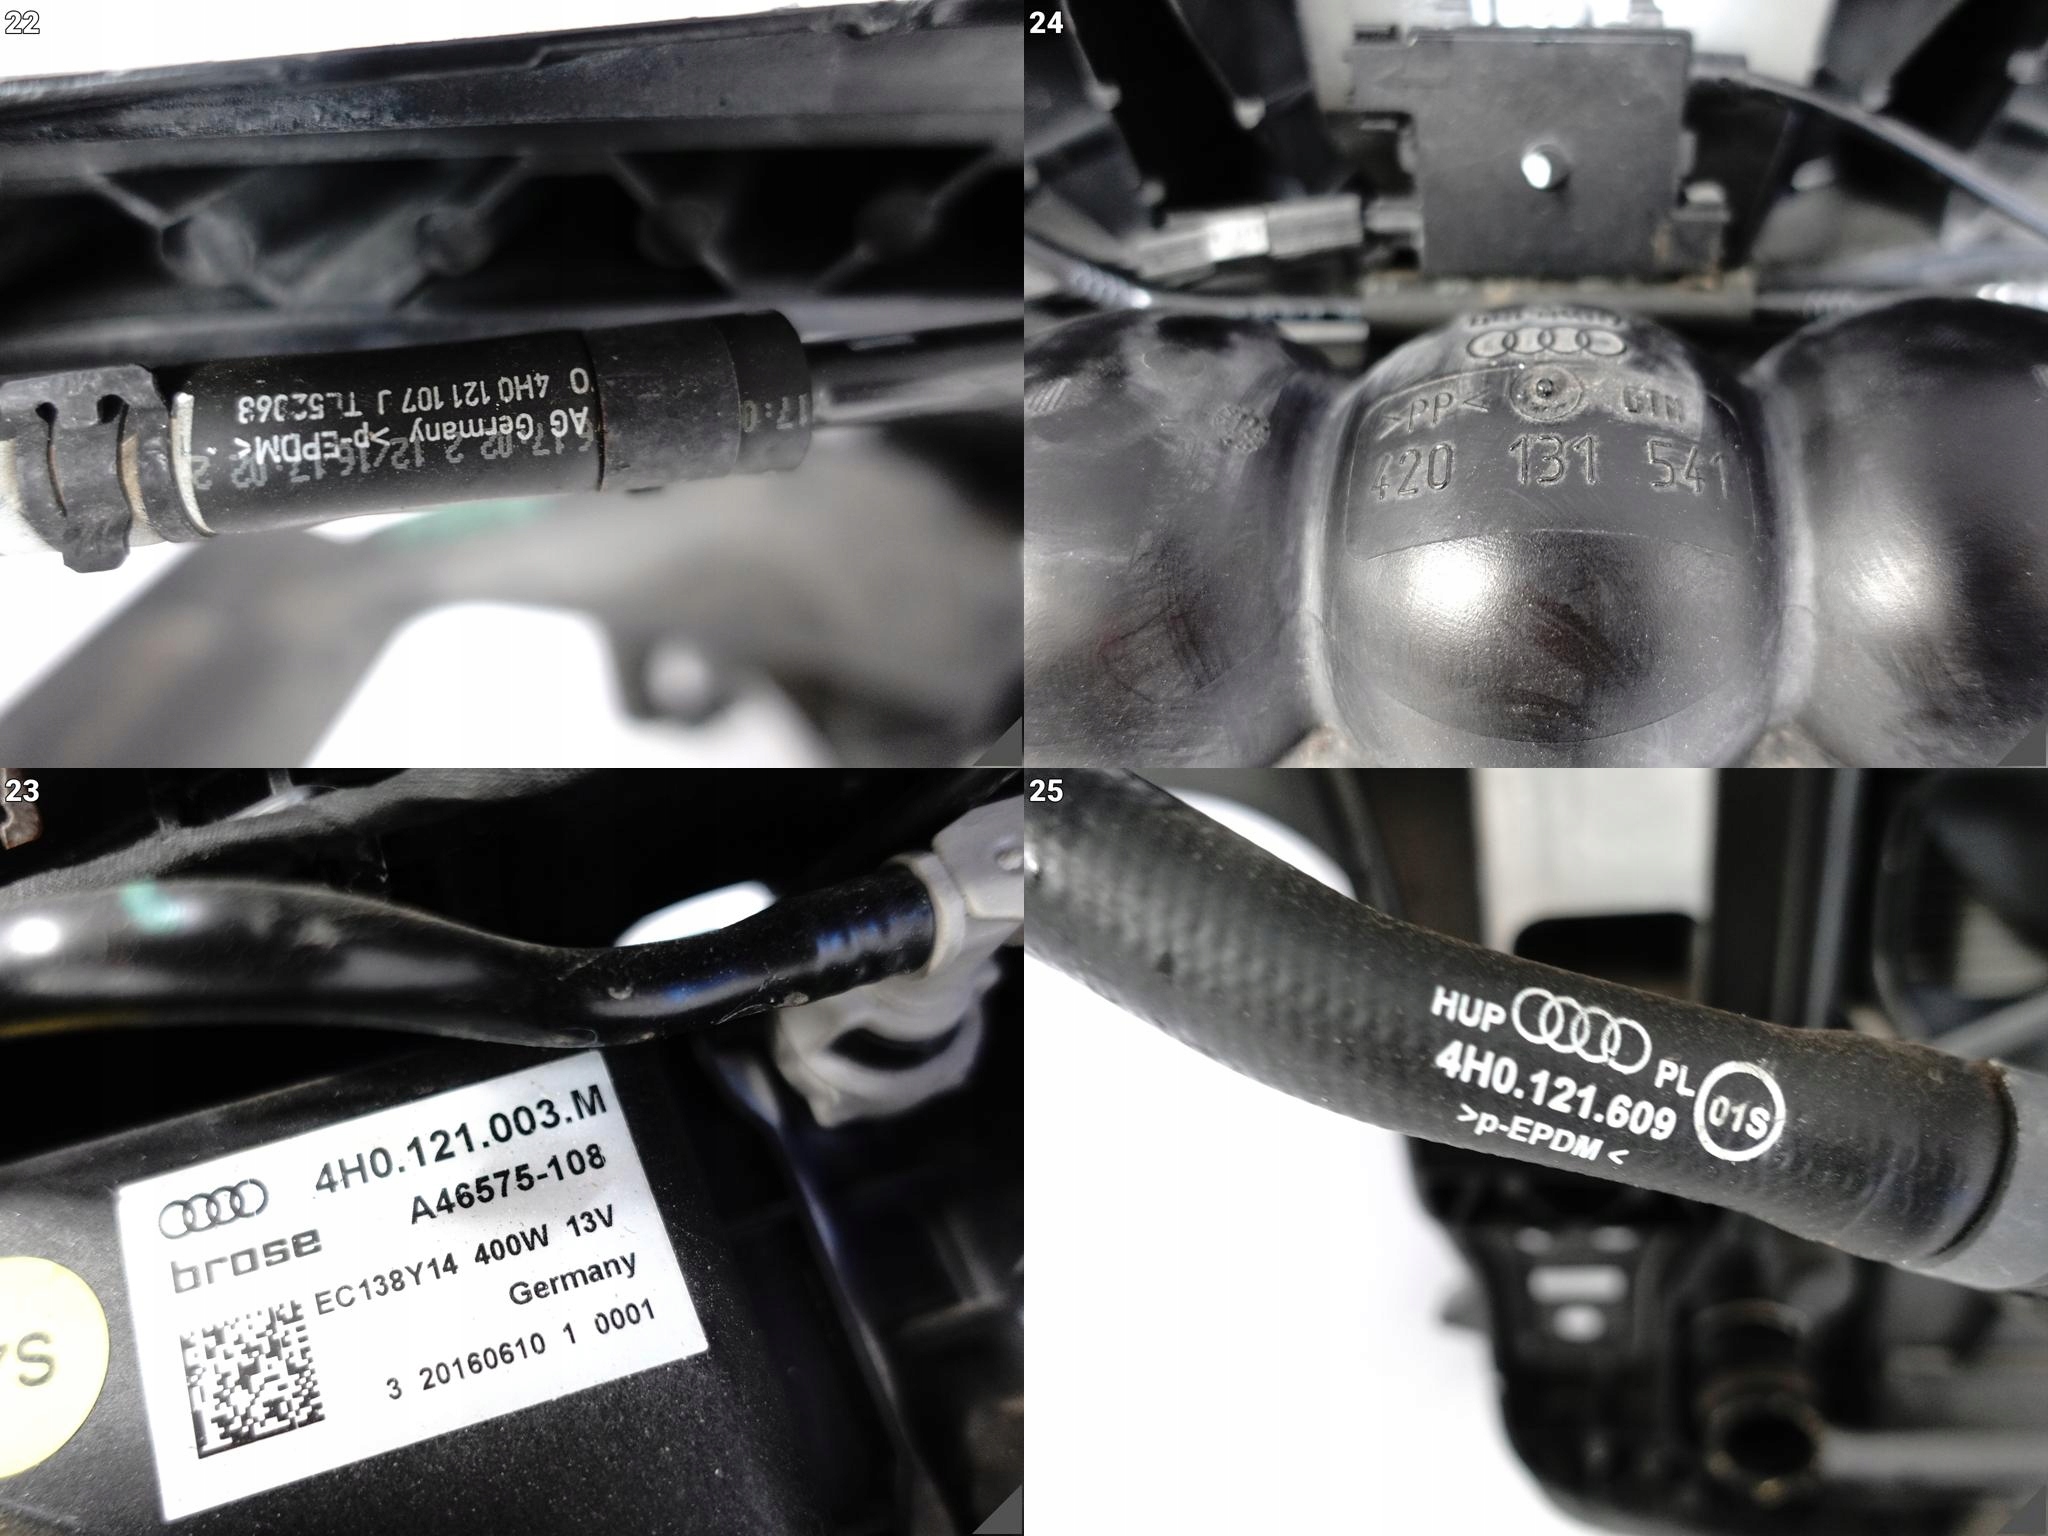 22
AG Germany >p-EPDM<
O 4H0 121 107 J TL52368
24
>PP<
420 131 541
23
4H0.121.003.M
A46575-108
brose
EC138Y14 400W 13V
Germany
3 20160610 1 0001
7S
25
HUP PL
4H0.121.609
01S
>p-EPDM<